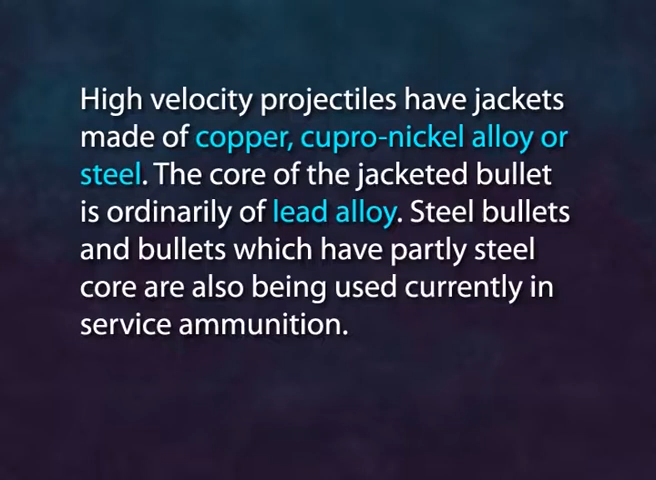 High velocity projectiles have jackets
made of copper, cupro-nickel alloy or
steel. The core of the jacketed bullet
is ordinarily of lead alloy. Steel bullets
and bullets which have partly steel
core are also being used currently in
service ammunition.